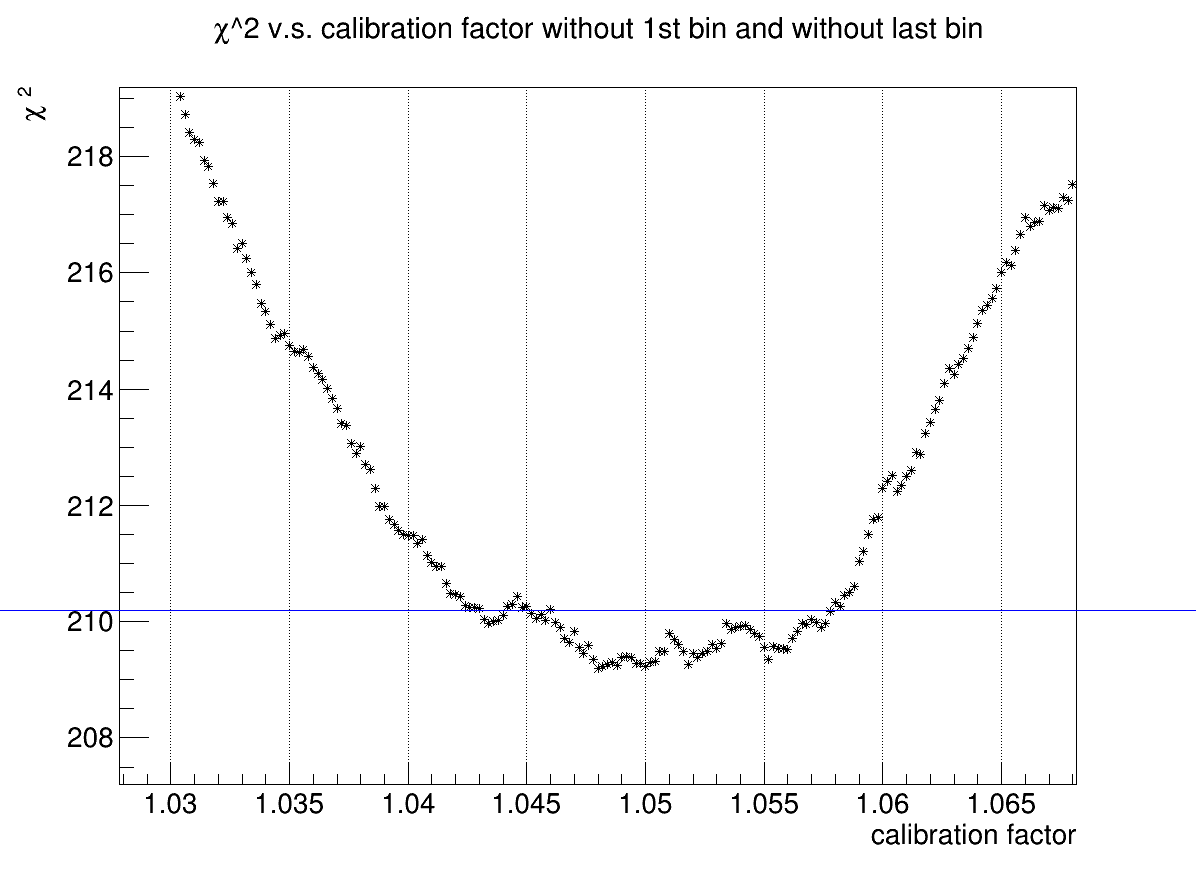 χ^2 v.s. calibration factor without 1st bin and without last bin
χ 2
218
216
214
212
210
208
1.03 1.035 1.04 1.045 1.05 1.055 1.06 1.065
calibration factor